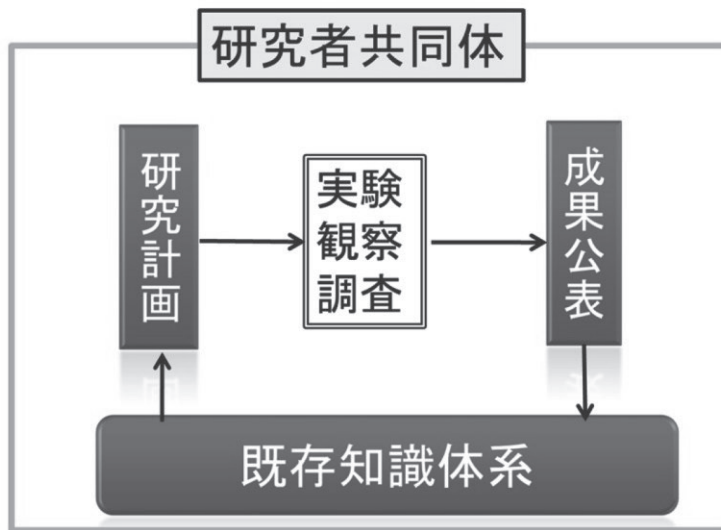 研究者共同体
研究計画
実験
観察
調査
成果公表
既存知識体系